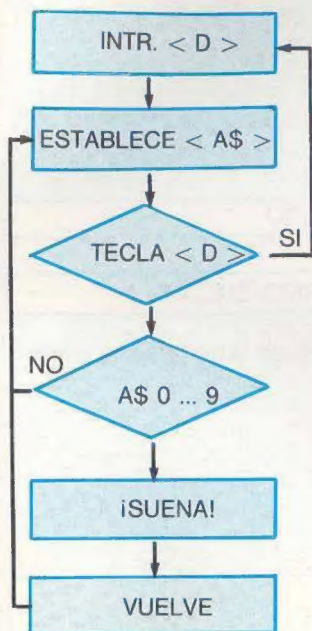 INTR. < D >
ESTABLECE < A$ >
TECLA < D >
SI
NO
A$ 0 ... 9
¡SUENA!
VUELVE